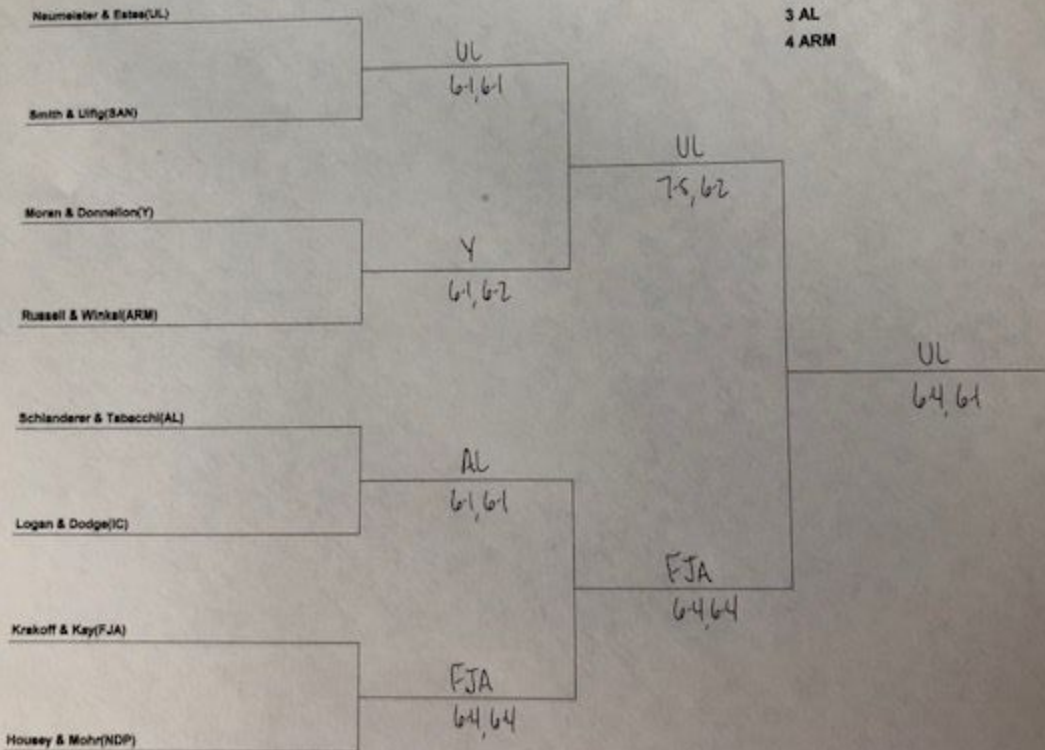 Neumeister & Estes(UL)
3 AL
4 ARM
UL
6-1, 6-1
Smith & Ulfig(SAN)
UL
7-5, 6-2
Moran & Donnellon(Y)
Y
6-1, 6-2
Russell & Winkel(ARM)
UL
6-4, 6-1
Schlanderer & Tabacchi(AL)
AL
6-1, 6-1
Logan & Dodge(IC)
FJA
6-4, 6-4
Krakoff & Kay(FJA)
FJA
6-4, 6-4
Housey & Mohr(NDP)